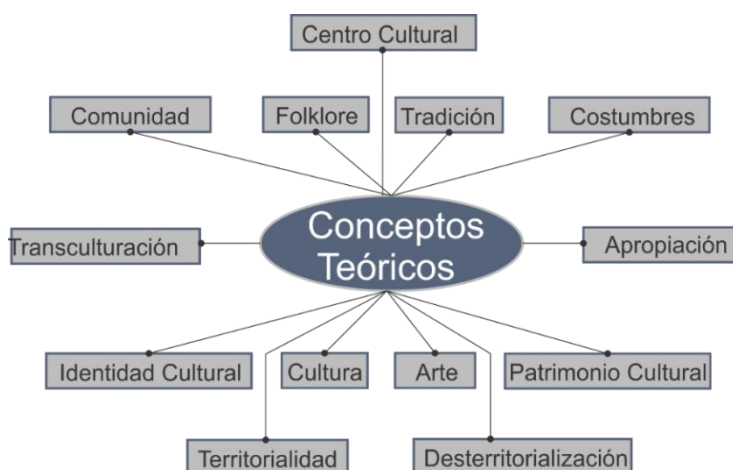 Centro Cultural
Comunidad
Folklore
Tradición
Costumbres
Conceptos
Teóricos
Transculturación
Apropiación
Identidad Cultural
Cultura
Arte
Patrimonio Cultural
Territorialidad
Desterritorialización